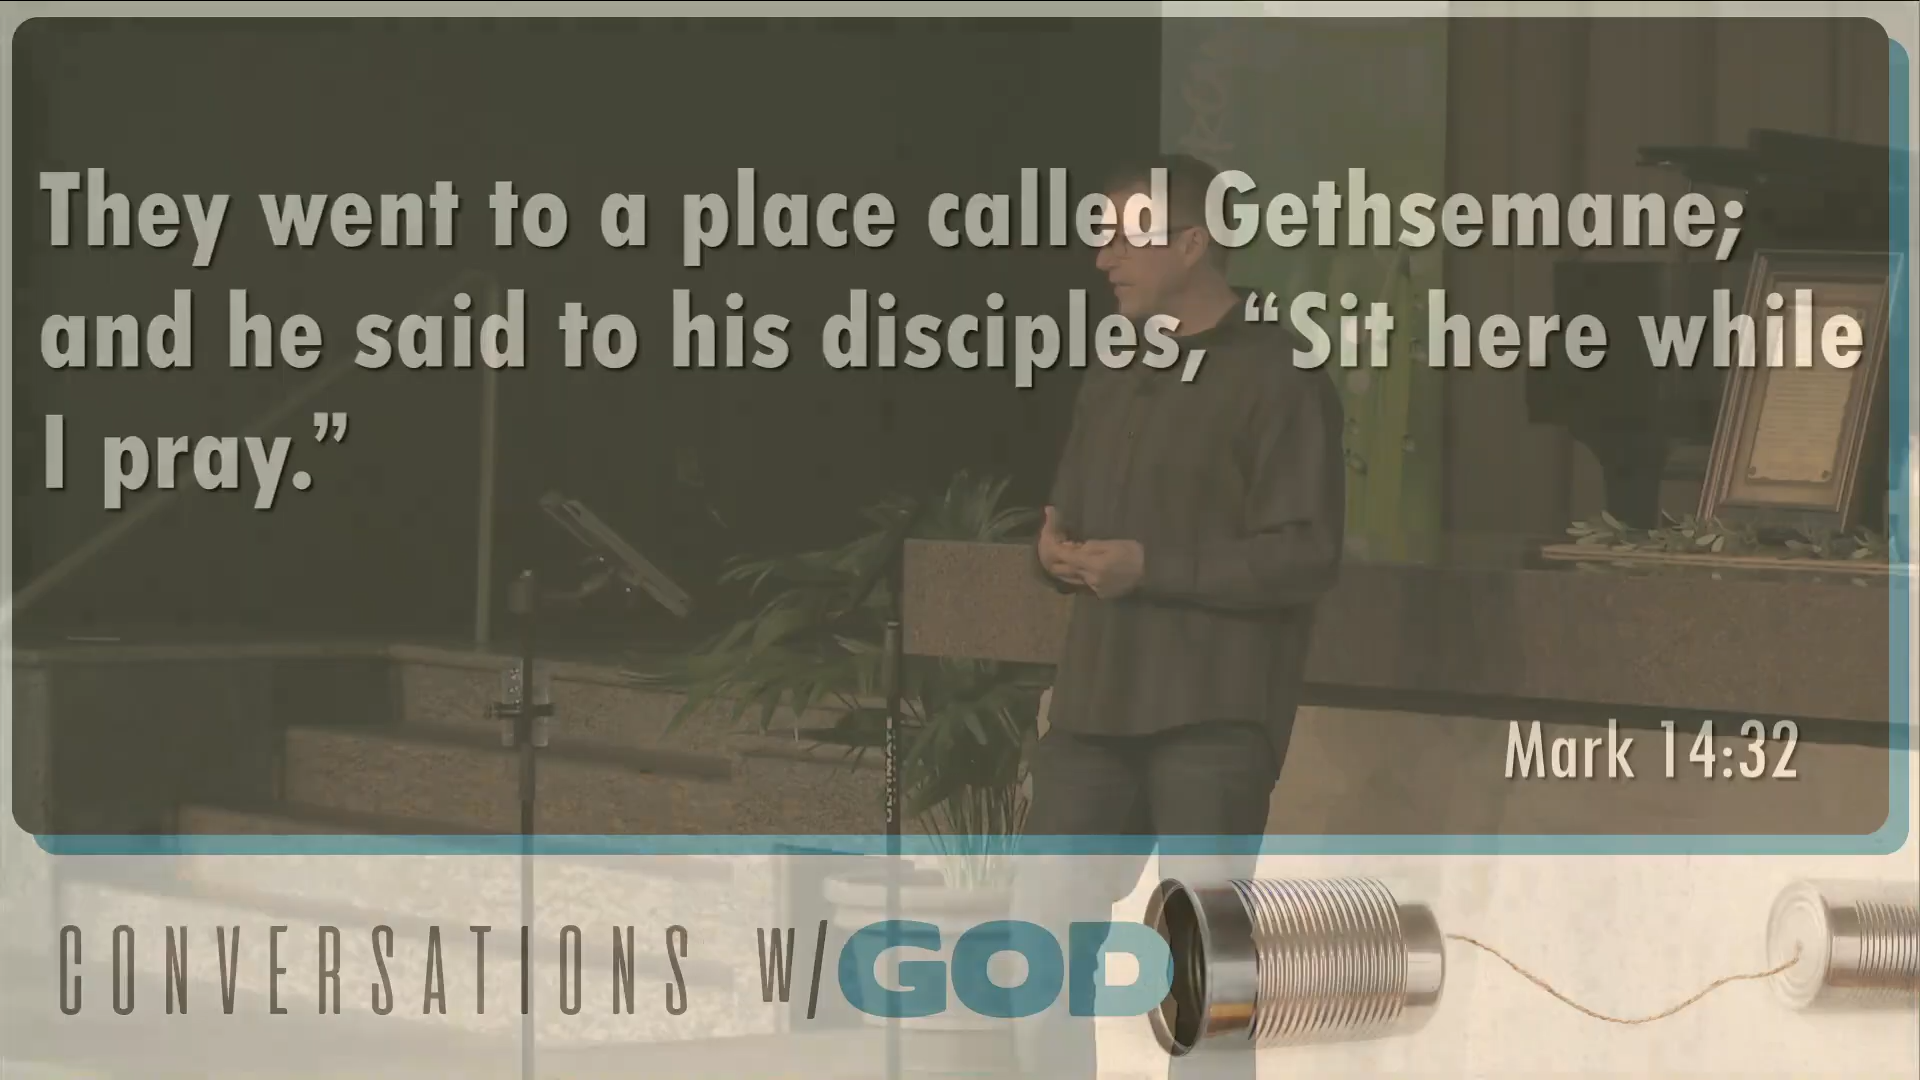 They went to a place called Gethsemane;
and he said to his disciples, “Sit here while
I pray.”
Mark 14:32
CONVERSATIONS W/GOD